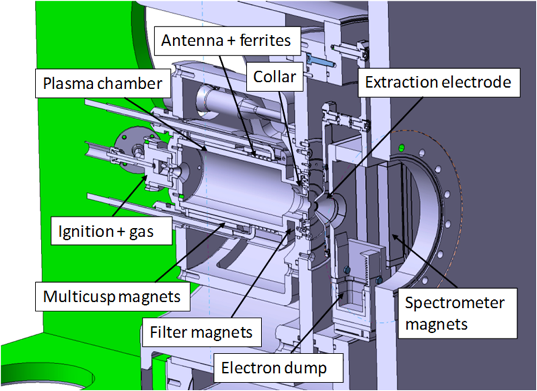 Antenna + ferrites
Plasma chamber
Collar
Extraction electrode
Ignition + gas
Multicusp magnets
Filter magnets
Electron dump
Spectrometer
magnets